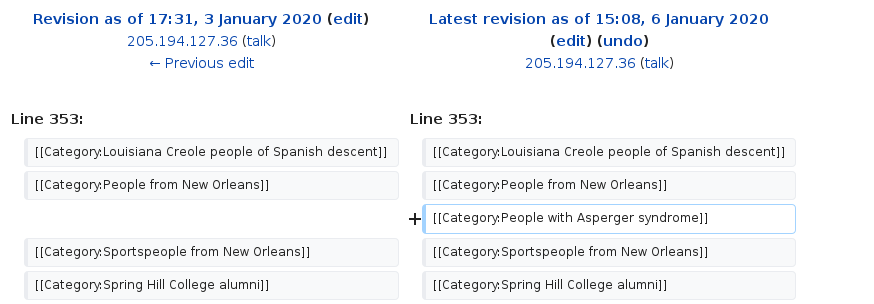 Revision as of 17:31, 3 January 2020 (edit)
205.194.127.36 (talk)
← Previous edit
Latest revision as of 15:08, 6 January 2020
(edit) (undo)
205.194.127.36 (talk)
Line 353:
Line 353:
[[Category:Louisiana Creole people of Spanish descent]]
[[Category:Louisiana Creole people of Spanish descent]]
[[Category:People from New Orleans]]
[[Category:People from New Orleans]]
+ [[Category:People with Asperger syndrome]]
[[Category:Sportspeople from New Orleans]]
[[Category:Sportspeople from New Orleans]]
[[Category:Spring Hill College alumni]]
[[Category:Spring Hill College alumni]]